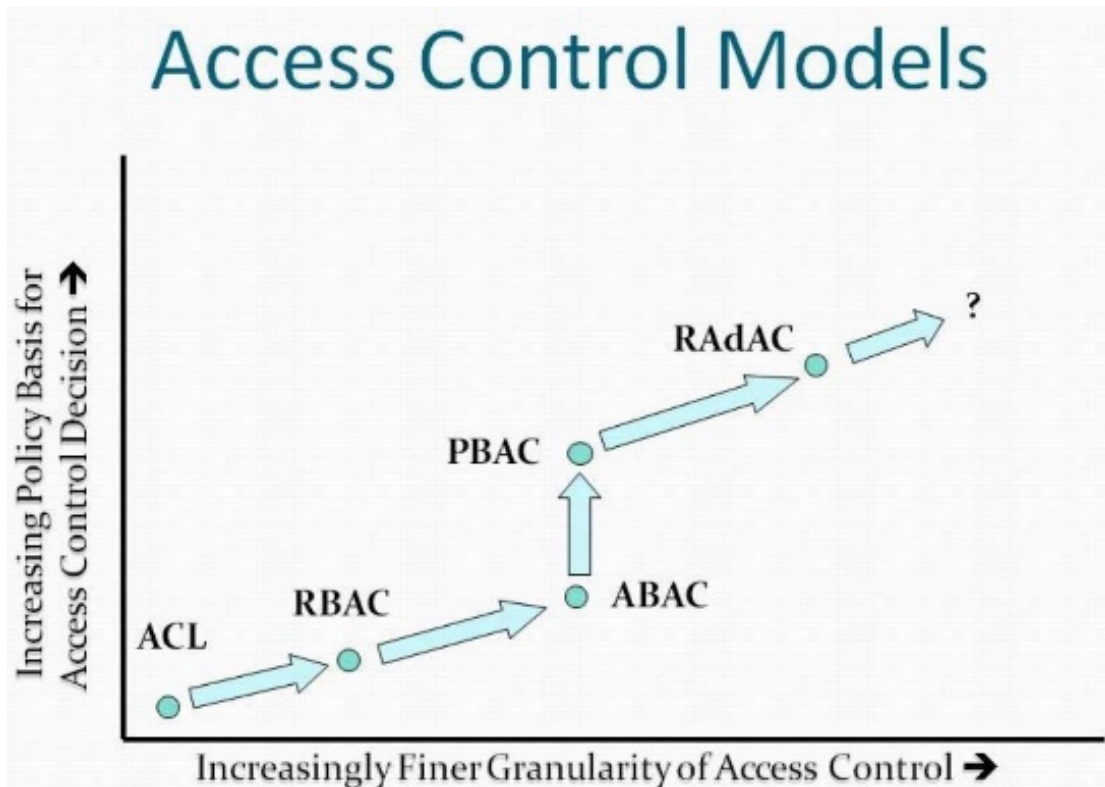 Access Control Models
Increasing Policy Basis for
Access Control Decision →
?
RAdAC
PBAC
ABAC
RBAC
ACL
Increasingly Finer Granularity of Access Control →